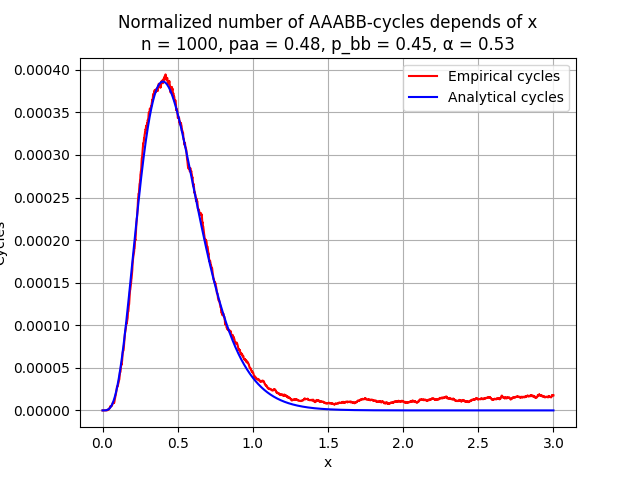 Normalized number of AAABB-cycles depends of x
n = 1000, paa = 0.48, p_bb = 0.45, α = 0.53
Empirical cycles
Analytical cycles
0.00040
0.00035
0.00030
0.00025
0.00020
0.00015
0.00010
0.00005
0.00000
Cycles
0.0 0.5 1.0 1.5 2.0 2.5 3.0
x